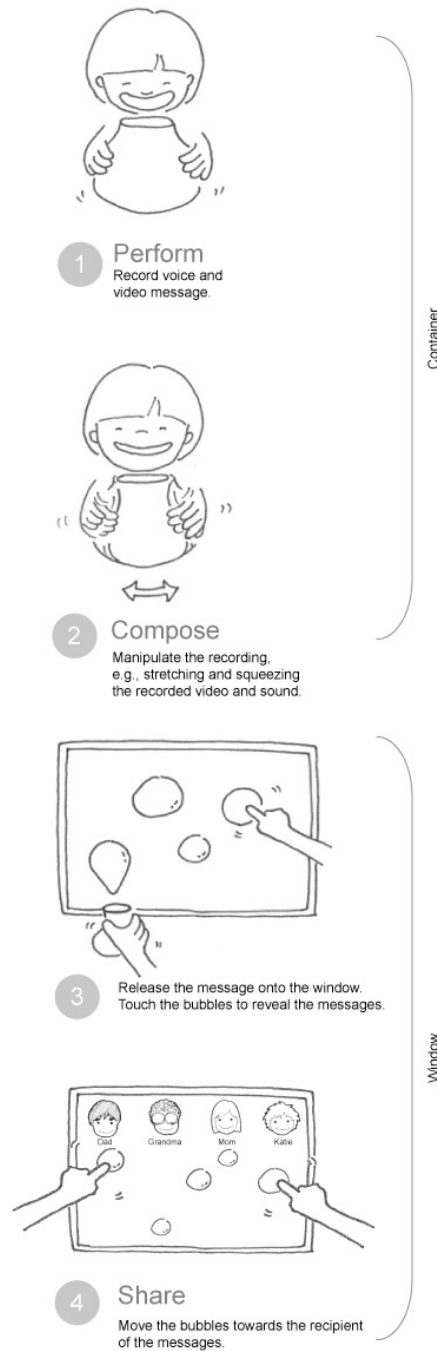 1
Perform
Record voice and
video message.
Container
2
Compose
Manipulate the recording,
e.g., stretching and squeezing
the recorded video and sound.
3
Release the message onto the window.
Touch the bubbles to reveal the messages.
Window
Dad
Grandma
Mom
Katie
4
Share
Move the bubbles towards the recipient
of the messages.